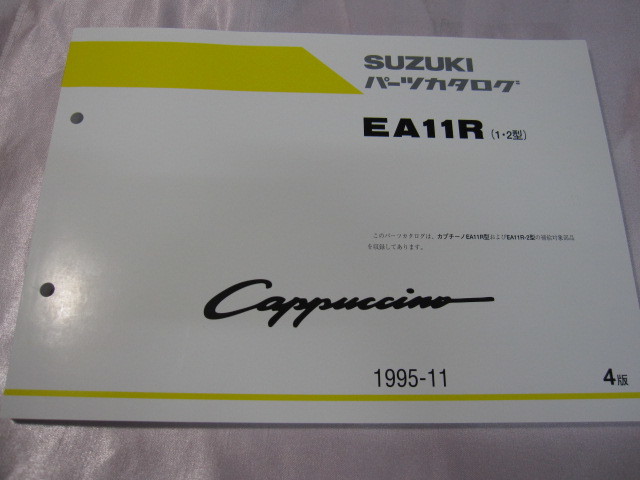 SUZUKI
パーツカタログ
EA11R (1・2型)
このパーツカタログは、カプチーノEA11R型およびEA11R-2型の補給対象部品
を収録してあります。
Cappuccino
1995-11
4版